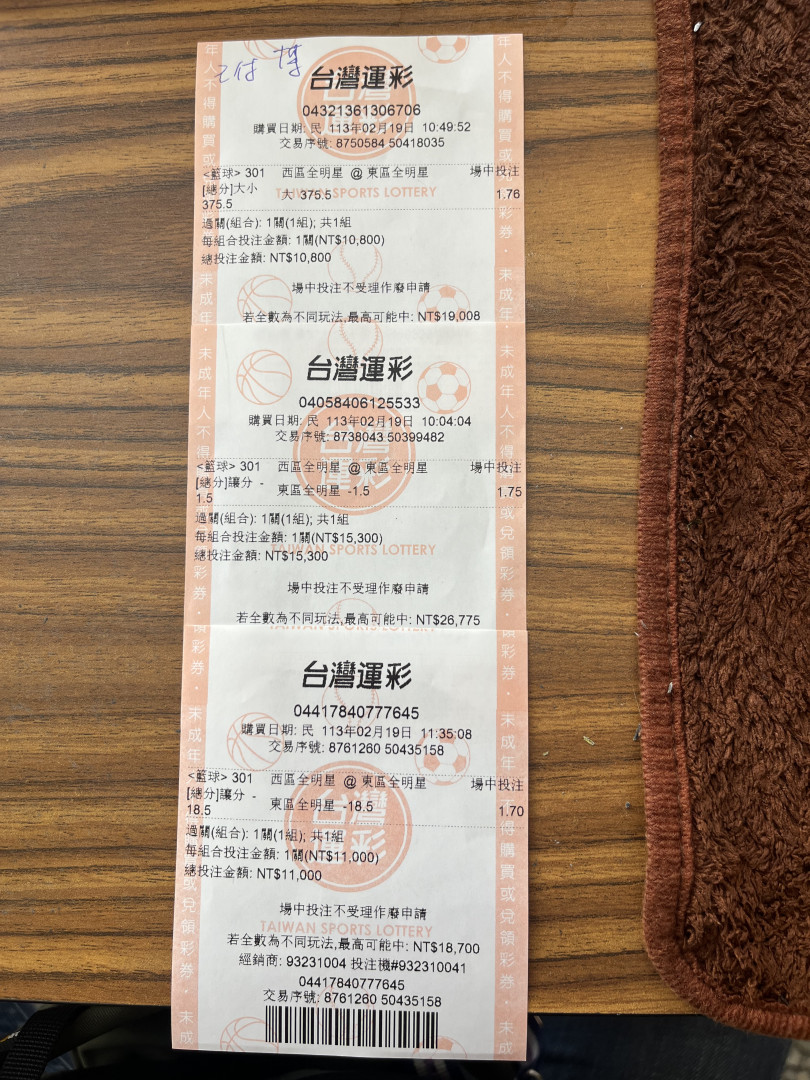 已付 博
台灣運彩
04321361306706
購買日期: 民 113年02月19日 10:49:52
交易序號: 8750584 50418035
<籃球> 301 西區全明星 @ 東區全明星 場中投注
[總分]大小 大 375.5 1.76
375.5
TAIWAN SPORTS LOTTERY
過關(組合): 1關(1組); 共1組
每組合投注金額: 1關(NT$10,800)
總投注金額: NT$10,800
場中投注不受理作廢申請
若全數為不同玩法,最高可能中: NT$19,008
台灣運彩
04058406125533
購買日期: 民 113年02月19日 10:04:04
交易序號: 8738043 50399482
<籃球> 301 西區全明星 @ 東區全明星 場中投注
[總分]讓分 - 東區全明星 -1.5 1.75
1.5
過關(組合): 1關(1組); 共1組
每組合投注金額: 1關(NT$15,300)
總投注金額: NT$15,300
TAIWAN SPORTS LOTTERY
場中投注不受理作廢申請
若全數為不同玩法,最高可能中: NT$26,775
TAIWAN SPORTS LOTTERY
台灣運彩
04417840777645
購買日期: 民 113年02月19日 11:35:08
交易序號: 8761260 50435158
<籃球> 301 西區全明星 @ 東區全明星 場中投注
[總分]讓分 - 東區全明星 -18.5 1.70
18.5
過關(組合): 1關(1組); 共1組
每組合投注金額: 1關(NT$11,000)
總投注金額: NT$11,000
場中投注不受理作廢申請
TAIWAN SPORTS LOTTERY
若全數為不同玩法,最高可能中: NT$18,700
經銷商: 93231004 投注機#932310041
04417840777645
交易序號: 8761260 50435158